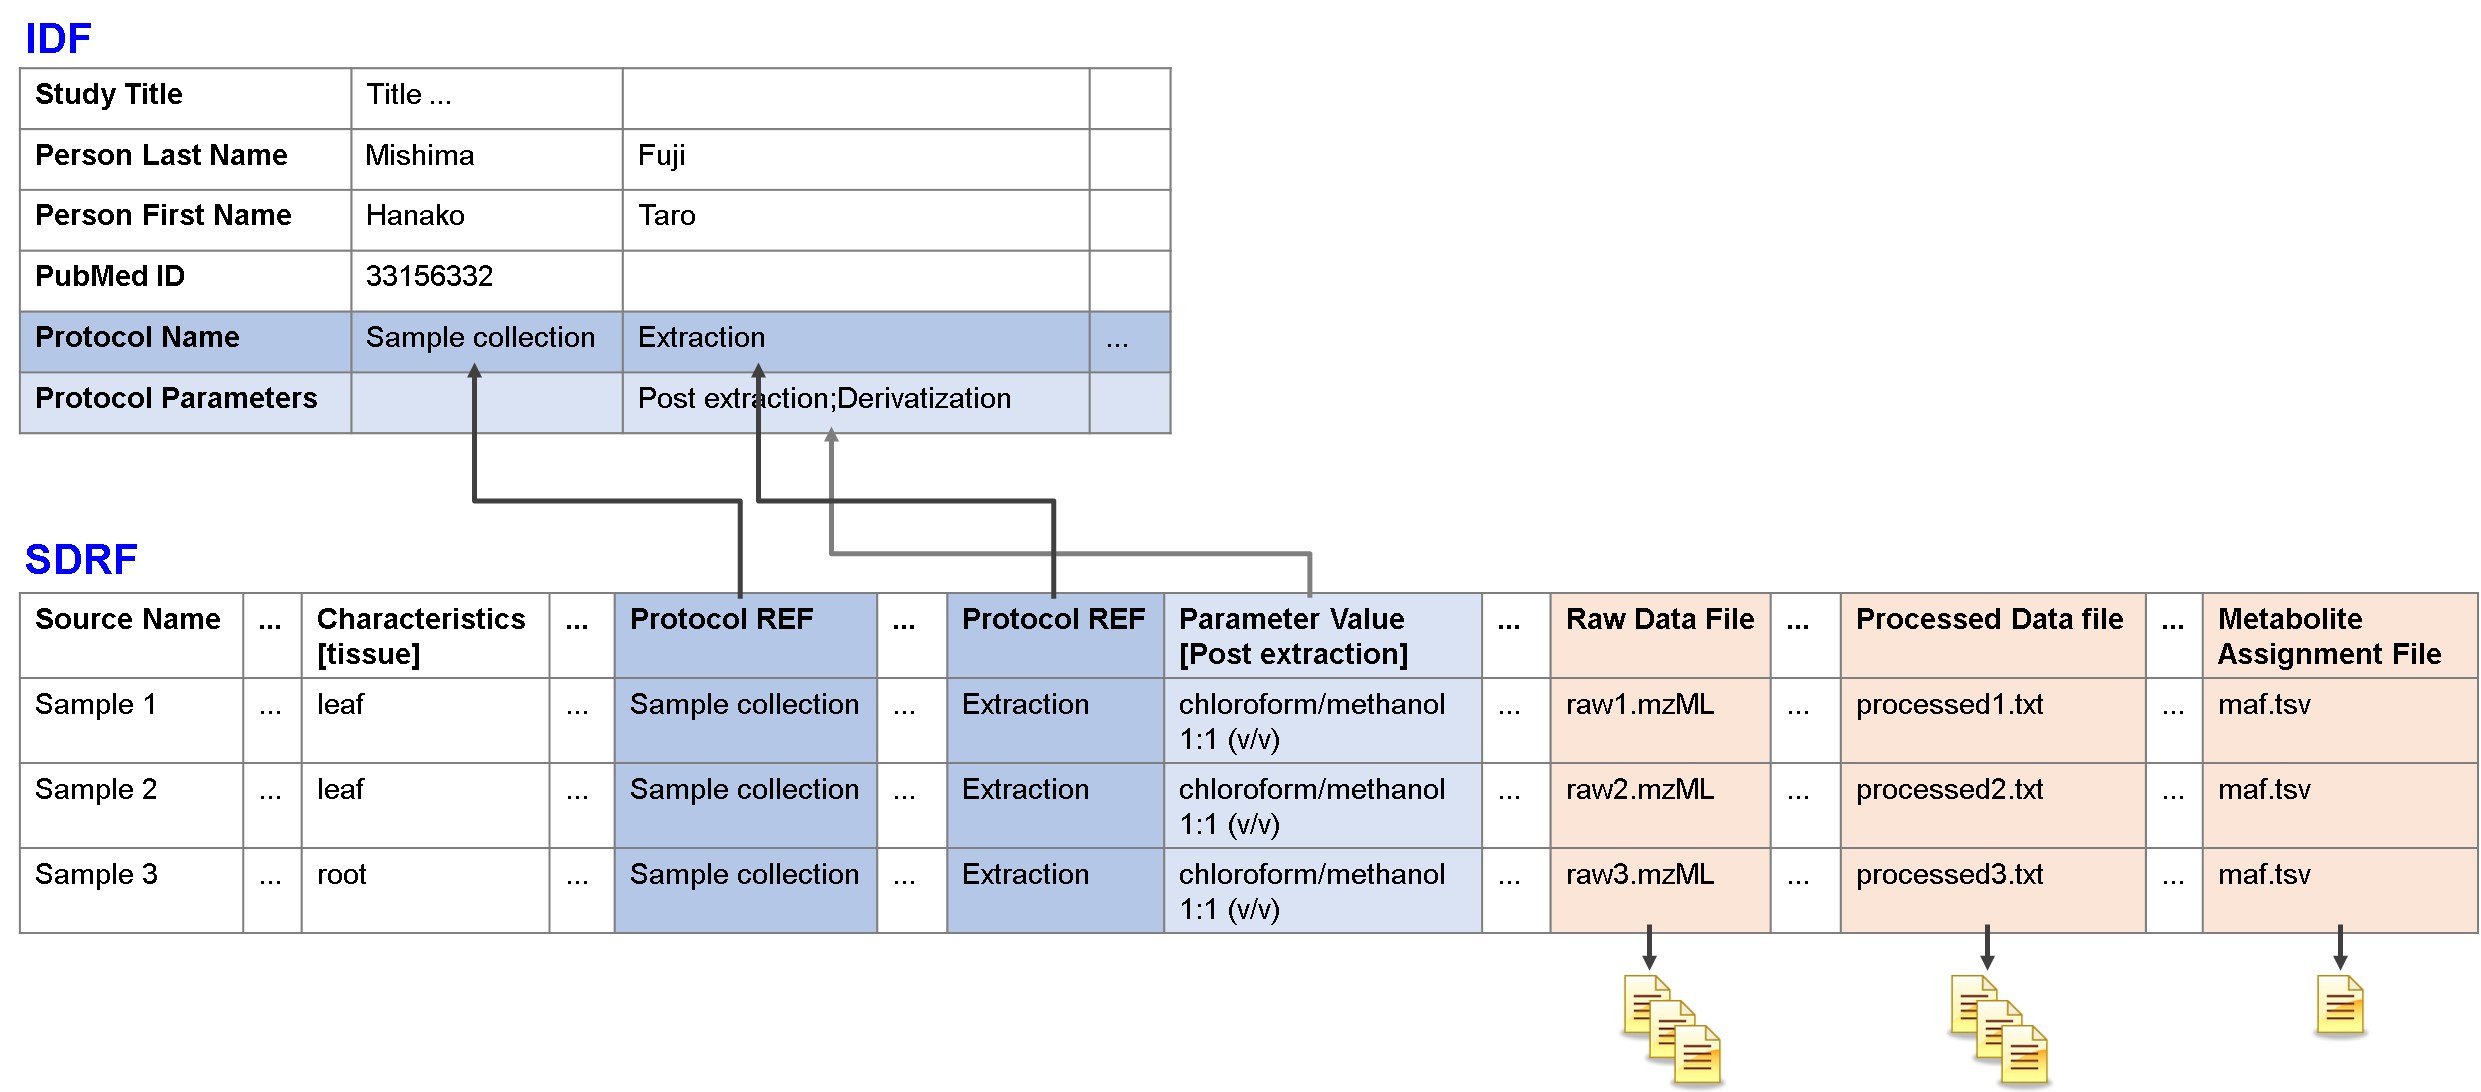 IDF
Study Title Title ...
Person Last Name Mishima Fuji
Person First Name Hanako Taro
PubMed ID 33156332
Protocol Name Sample collection Extraction ...
Protocol Parameters Post extraction;Derivatization
SDRF
Source Name ... Characteristics ... Protocol REF ... Protocol REF Parameter Value ... Raw Data File ... Processed Data file ... Metabolite
[tissue] [Post extraction] Assignment File
Sample 1 ... leaf ... Sample collection ... Extraction chloroform/methanol ... raw1.mzML ... processed1.txt ... maf.tsv
1:1 (v/v)
Sample 2 ... leaf ... Sample collection ... Extraction chloroform/methanol ... raw2.mzML ... processed2.txt ... maf.tsv
1:1 (v/v)
Sample 3 ... root ... Sample collection ... Extraction chloroform/methanol ... raw3.mzML ... processed3.txt ... maf.tsv
1:1 (v/v)